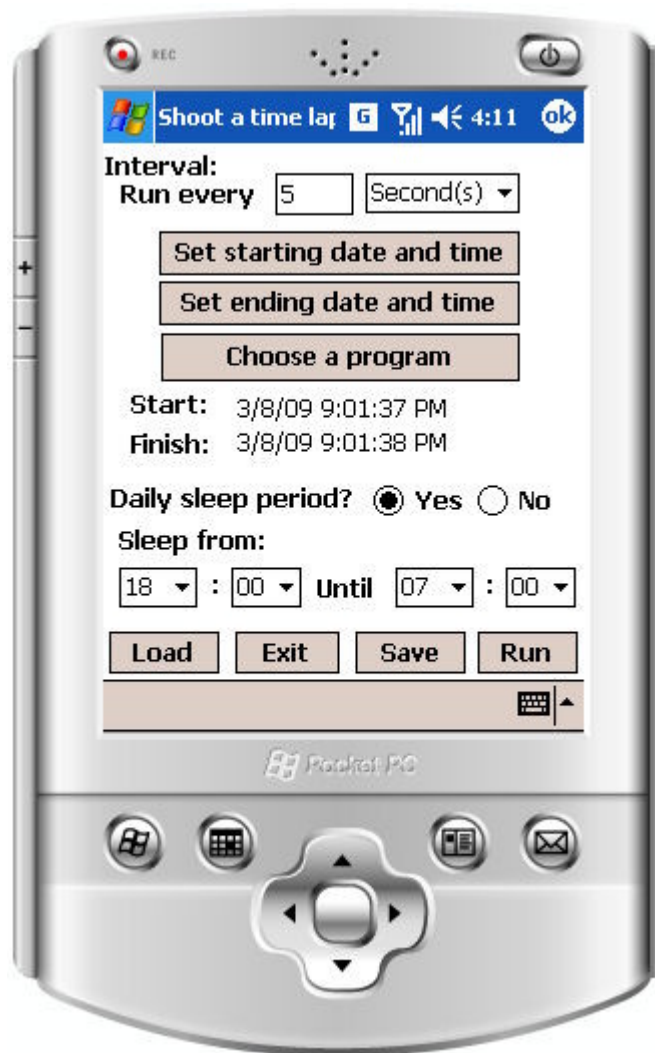 REC
Shoot a time lap G 4:11 ok
Interval:
Run every 5 Second(s)
Set starting date and time
Set ending date and time
Choose a program
Start: 3/8/09 9:01:37 PM
Finish: 3/8/09 9:01:38 PM
Daily sleep period? Yes No
Sleep from:
18 : 00 Until 07 : 00
Load Exit Save Run
Pocket PC
+
-